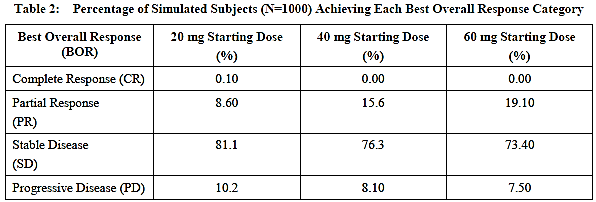 Table 2: Percentage of Simulated Subjects (N=1000) Achieving Each Best Overall Response Category
Best Overall Response 20 mg Starting Dose 40 mg Starting Dose 60 mg Starting Dose
(BOR) (%) (%) (%)
Complete Response (CR) 0.10 0.00 0.00
Partial Response 8.60 15.6 19.10
(PR)
Stable Disease 81.1 76.3 73.40
(SD)
Progressive Disease (PD) 10.2 8.10 7.50